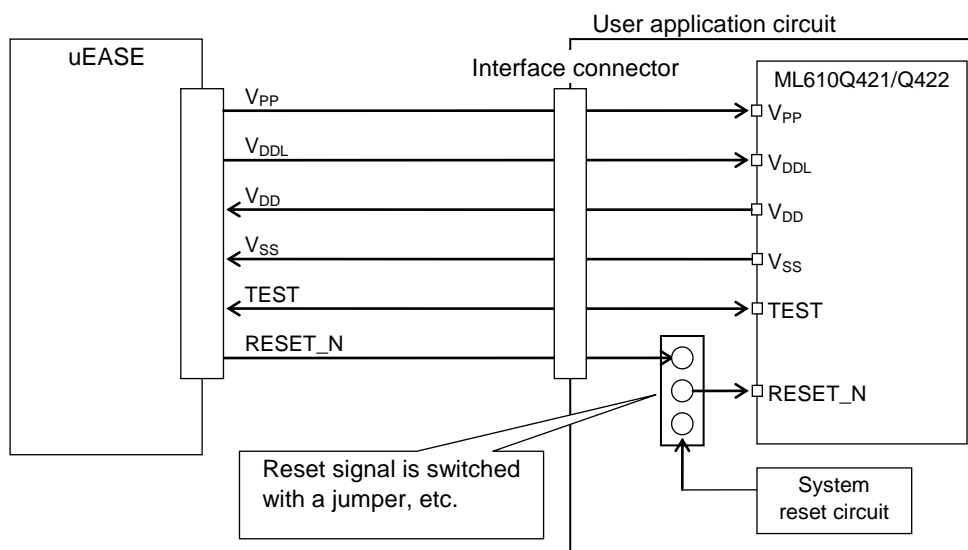 User application circuit
uEASE
Interface connector
ML610Q421/Q422
VPP
VPP
VDDL
VDDL
VDD
VDD
VSS
VSS
TEST
TEST
RESET_N
RESET_N
Reset signal is switched
with a jumper, etc.
System
reset circuit